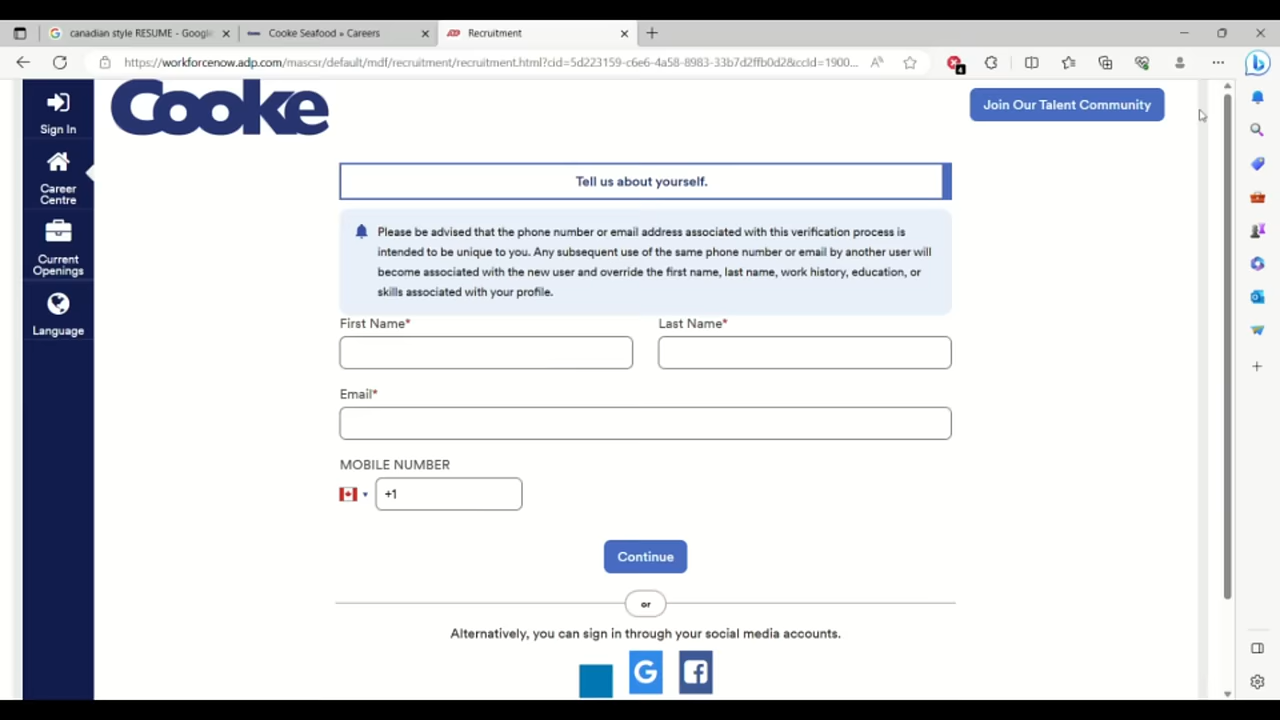 canadian style RESUME - Google
Cooke Seafood » Careers
Recruitment
https://workforcenow.adp.com/mascsr/default/mdf/recruitment/recruitment.html?cid=5d223159-c6e6-4a58-8983-33b7d2ffb0d2&ccId=1900...
4
Sign In
Career
Centre
Current
Openings
Language
Cooke
Join Our Talent Community
Tell us about yourself.
Please be advised that the phone number or email address associated with this verification process is
intended to be unique to you. Any subsequent use of the same phone number or email by another user will
become associated with the new user and override the first name, last name, work history, education, or
skills associated with your profile.
First Name* Last Name*
Email*
MOBILE NUMBER
+1
Continue
or
Alternatively, you can sign in through your social media accounts.